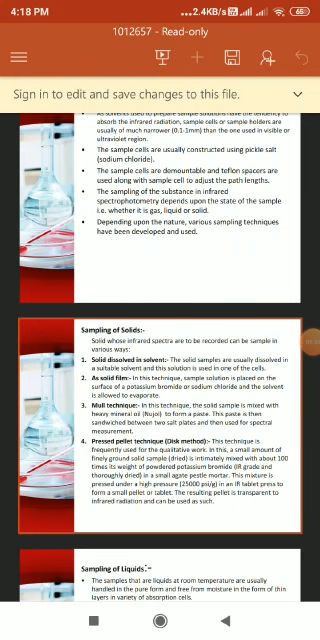 4:18 PM
...2.4KB/s
65
1012657 - Read-only
Sign in to edit and save changes to this file.
As solvents used to prepare sample solutions have the tendency to
absorb the infrared radiation, sample cells or sample holders are
usually of much narrower (0.1-1mm) than the one used in visible or
ultraviolet region.
• The sample cells are usually constructed using pickle salt
(sodium chloride).
• The sample cells are demountable and teflon spacers are
used along with sample cell to adjust the path lengths.
• The sampling of the substance in infrared
spectrophotometry depends upon the state of the sample
i.e. whether it is gas, liquid or solid.
• Depending upon the nature, various sampling techniques
have been developed and used.
Sampling of Solids:-
Solid whose infrared spectra are to be recorded can be sample in
various ways:
1. Solid dissolved in solvent:- The solid samples are usually dissolved in
a suitable solvent and this solution is used in one of the cells.
2. As solid film:- In this technique, sample solution is placed on the
surface of a potassium bromide or sodium chloride and the solvent
is allowed to evaporate.
3. Mull technique:- In this technique, the solid sample is mixed with
heavy mineral oil (Nujol) to form a paste. This paste is then
sandwiched between two salt plates and then used for spectral
measurement.
4. Pressed pellet technique (Disk method):- This technique is
frequently used for the qualitative work. In this, a small amount of
finely ground solid sample (dried) is intimately mixed with about 100
times its weight of powdered potassium bromide (IR grade and
thoroughly dried) in a small agate pestle mortar. This mixture is
pressed under a high pressure (25000 psi/g) in an IR tablet press to
form a small pellet or tablet. The resulting pellet is transparent to
infrared radiation and can be used as such.
Sampling of Liquids:-
• The samples that are liquids at room temperature are usually
handled in the pure form and free from moisture in the form of thin
layers in variety of absorption cells.